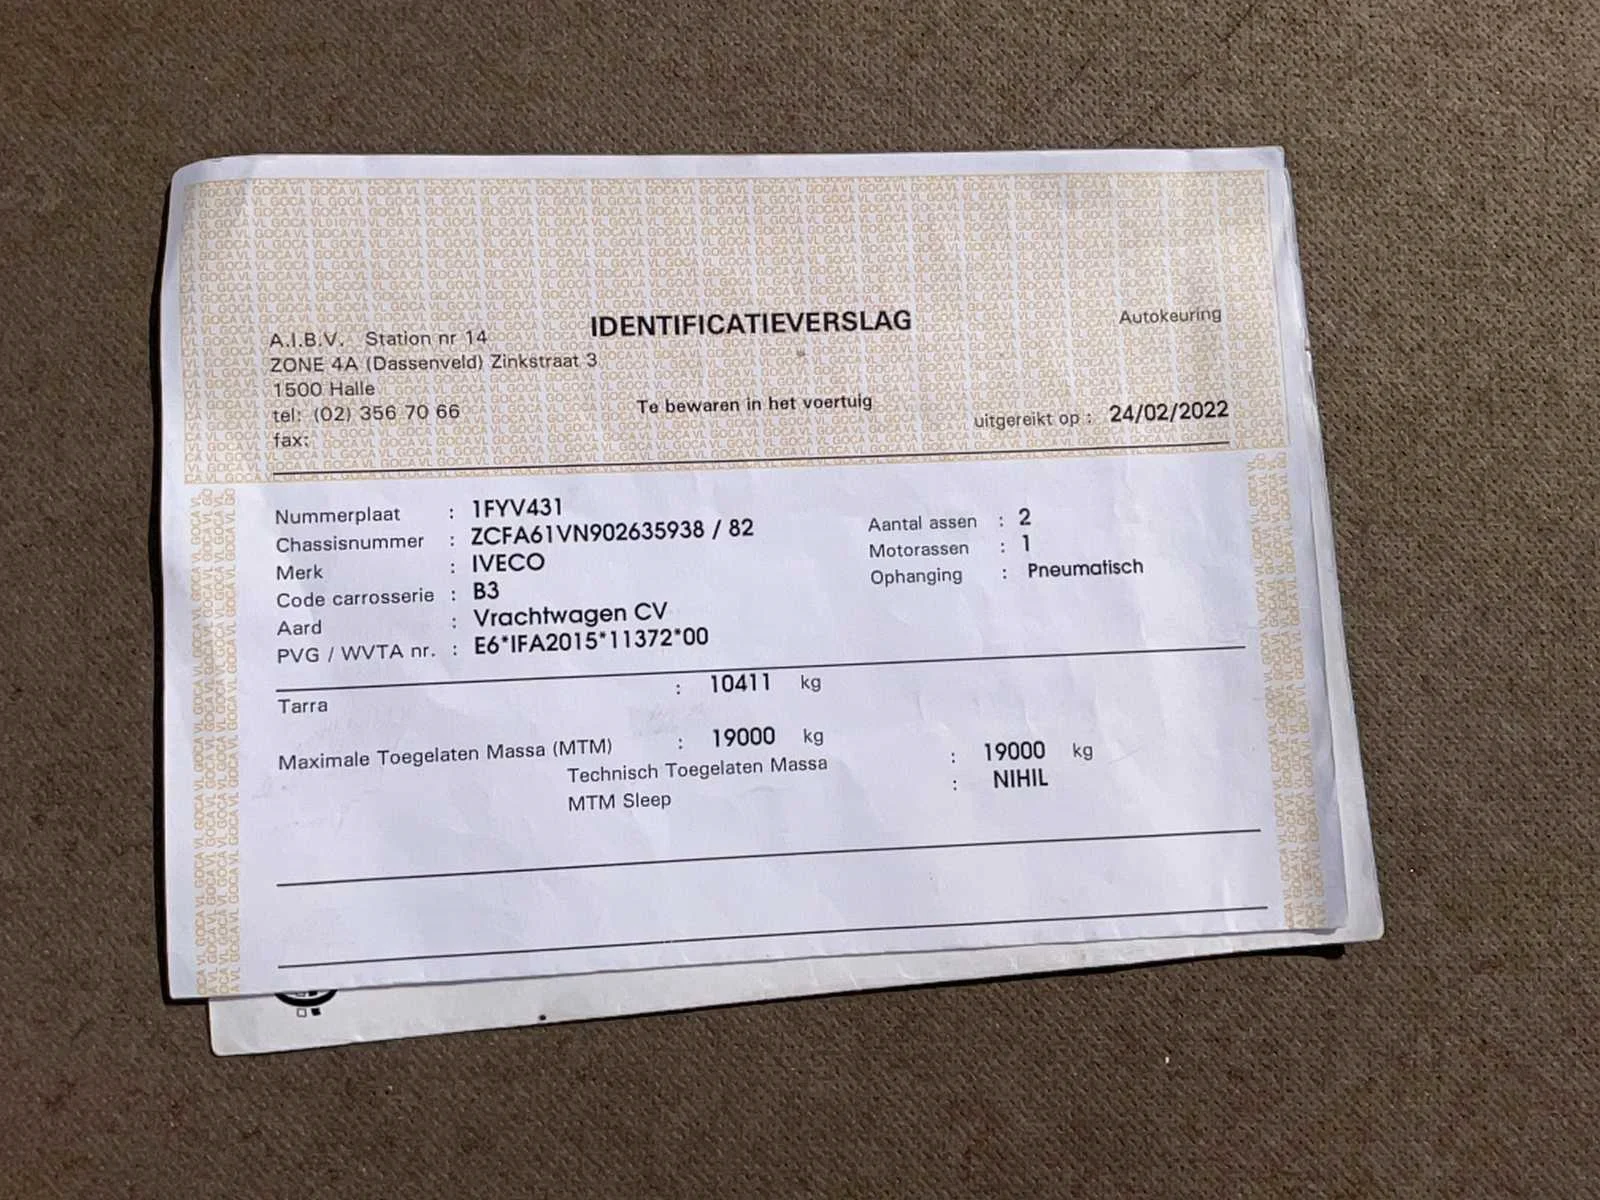 IDENTIFICATIEVERSLAG
Autokeuring
A.I.B.V. Station nr 14
ZONE 4A (Dassenveld) Zinkstraat 3
1500 Halle
tel: (02) 356 70 66
fax:
Te bewaren in het voertuig
uitgereikt op : 24/02/2022
Nummerplaat : 1FYV431
Chassisnummer : ZCFA61VN902635938 / 82
Merk : IVECO
Code carrosserie : B3
Aard : Vrachtwagen CV
PVG / WVTA nr. : E6*IFA2015*11372*00
Aantal assen : 2
Motorassen : 1
Ophanging : Pneumatisch
Tarra : 10411 kg
Maximale Toegelaten Massa (MTM) : 19000 kg
Technisch Toegelaten Massa : 19000 kg
MTM Sleep : NIHIL